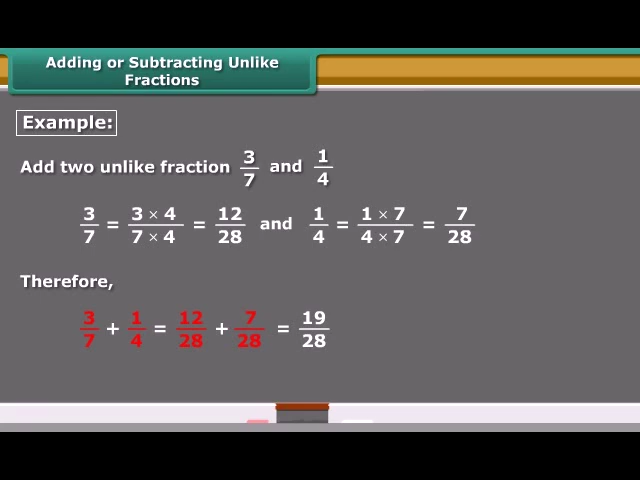 Adding or Subtracting Unlike
Fractions
Example:
Add two unlike fraction 3/7 and 1/4
3/7 = 3 × 4/7 × 4 = 12/28 and 1/4 = 1 × 7/4 × 7 = 7/28
Therefore,
3/7 + 1/4 = 12/28 + 7/28 = 19/28